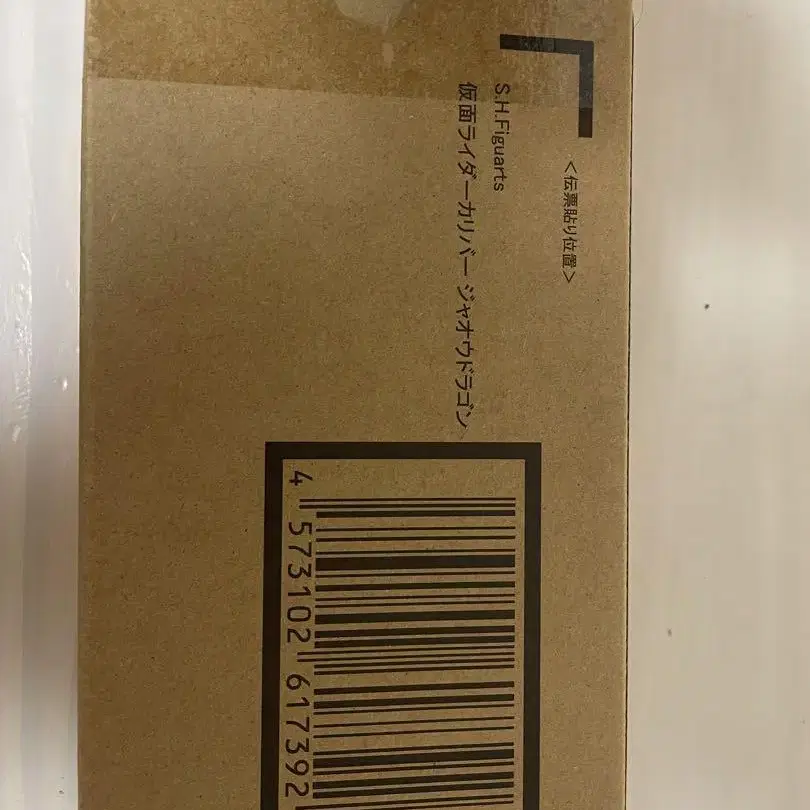 <伝票貼り位置>
S.H.Figuarts
仮面ライダーカリバー ジャオウドラゴン
4 573102 617392